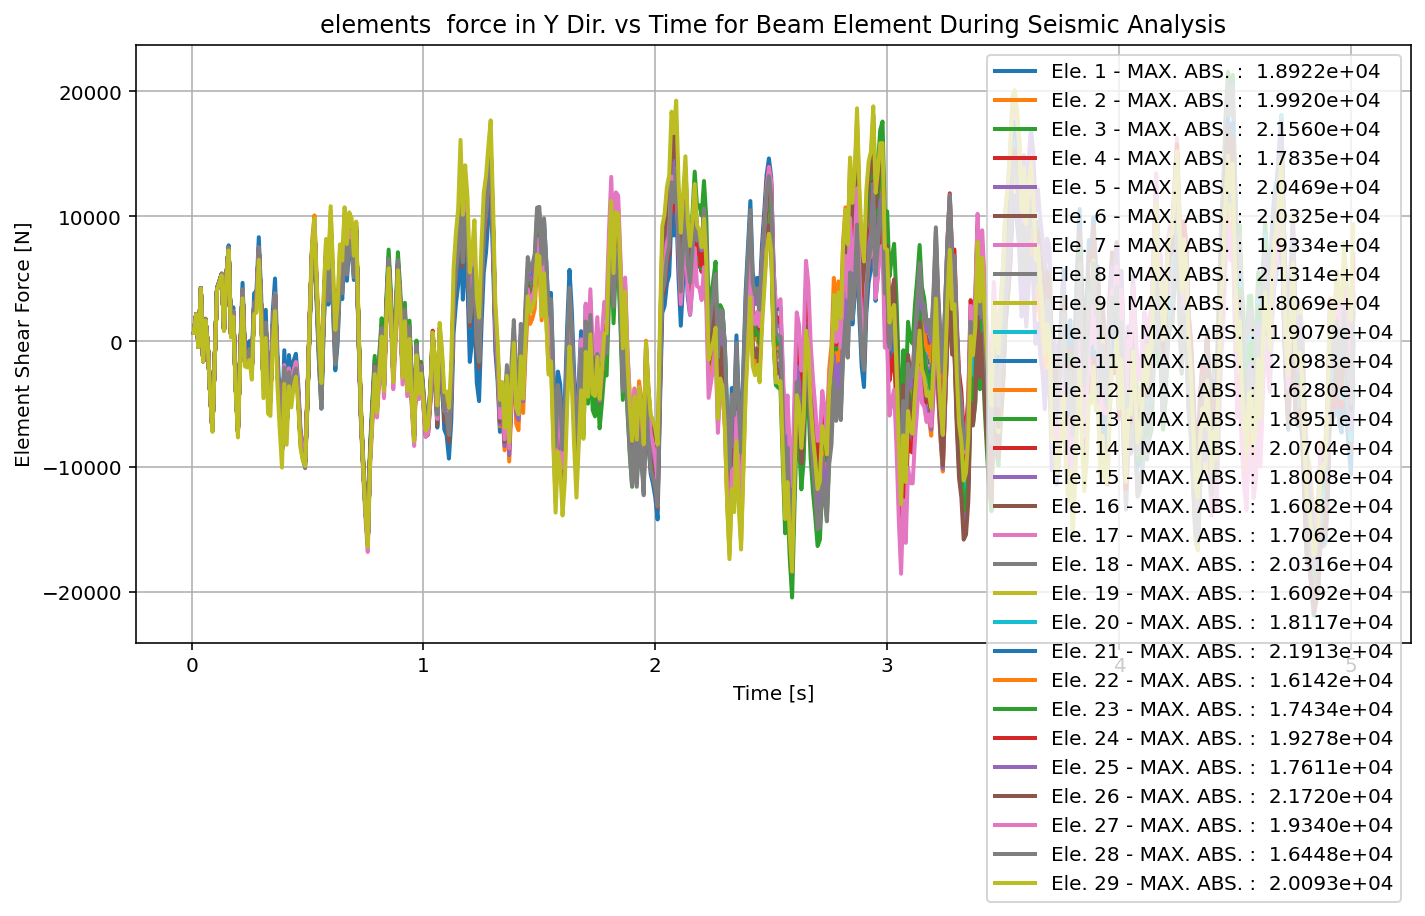 elements  force in Y Dir. vs Time for Beam Element During Seismic Analysis
Element Shear Force [N]
20000
10000
0
−10000
−20000
0
1
2
3
4
5
Time [s]
Ele. 1 - MAX. ABS. :  1.8922e+04
Ele. 2 - MAX. ABS. :  1.9920e+04
Ele. 3 - MAX. ABS. :  2.1560e+04
Ele. 4 - MAX. ABS. :  1.7835e+04
Ele. 5 - MAX. ABS. :  2.0469e+04
Ele. 6 - MAX. ABS. :  2.0325e+04
Ele. 7 - MAX. ABS. :  1.9334e+04
Ele. 8 - MAX. ABS. :  2.1314e+04
Ele. 9 - MAX. ABS. :  1.8069e+04
Ele. 10 - MAX. ABS. :  1.9079e+04
Ele. 11 - MAX. ABS. :  2.0983e+04
Ele. 12 - MAX. ABS. :  1.6280e+04
Ele. 13 - MAX. ABS. :  1.8951e+04
Ele. 14 - MAX. ABS. :  2.0704e+04
Ele. 15 - MAX. ABS. :  1.8008e+04
Ele. 16 - MAX. ABS. :  1.6082e+04
Ele. 17 - MAX. ABS. :  1.7062e+04
Ele. 18 - MAX. ABS. :  2.0316e+04
Ele. 19 - MAX. ABS. :  1.6092e+04
Ele. 20 - MAX. ABS. :  1.8117e+04
Ele. 21 - MAX. ABS. :  2.1913e+04
Ele. 22 - MAX. ABS. :  1.6142e+04
Ele. 23 - MAX. ABS. :  1.7434e+04
Ele. 24 - MAX. ABS. :  1.9278e+04
Ele. 25 - MAX. ABS. :  1.7611e+04
Ele. 26 - MAX. ABS. :  2.1720e+04
Ele. 27 - MAX. ABS. :  1.9340e+04
Ele. 28 - MAX. ABS. :  1.6448e+04
Ele. 29 - MAX. ABS. :  2.0093e+04